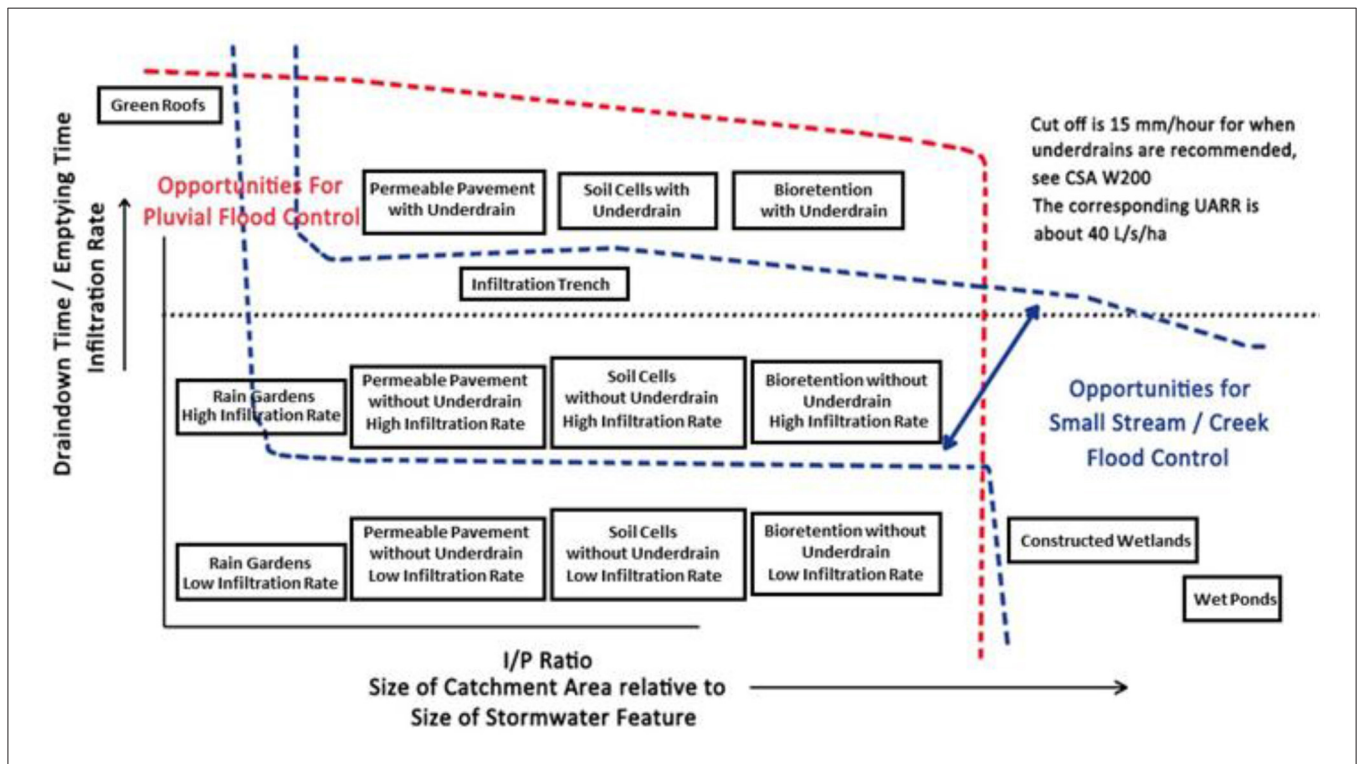 Green Roofs
Cut off is 15 mm/hour for when
underdrains are recommended,
see CSA W200
The corresponding UARR is
about 40 L/s/ha
Opportunities For
Pluvial Flood Control
Permeable Pavement
with Underdrain
Soil Cells with
Underdrain
Bioretention
with Underdrain
Infiltration Trench
Draindown Time / Emptying Time
Infiltration Rate
Rain Gardens
High Infiltration Rate
Permeable Pavement
without Underdrain
High Infiltration Rate
Soil Cells
without Underdrain
High Infiltration Rate
Bioretention without
Underdrain
High Infiltration Rate
Opportunities for
Small Stream / Creek
Flood Control
Rain Gardens
Low Infiltration Rate
Permeable Pavement
without Underdrain
Low Infiltration Rate
Soil Cells
without Underdrain
Low Infiltration Rate
Bioretention without
Underdrain
Low Infiltration Rate
Constructed Wetlands
Wet Ponds
I/P Ratio
Size of Catchment Area relative to
Size of Stormwater Feature